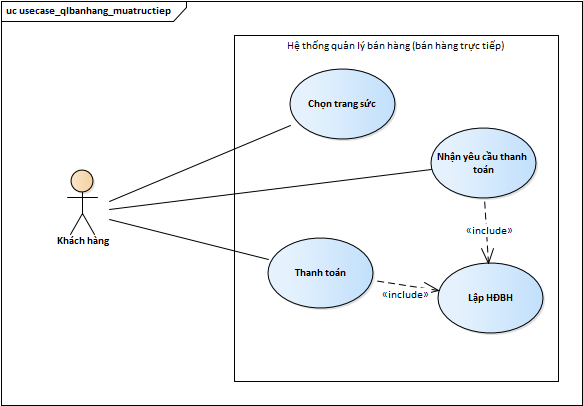 uc usecase_qlbanhang_muatructiep
Hệ thống quản lý bán hàng (bán hàng trực tiếp)
Chọn trang sức
Nhận yêu cầu thanh
toán
«include»
Khách hàng
Thanh toán
«include»
Lập HĐBH